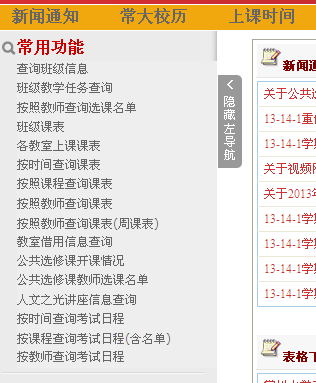 新闻通知 常大校历 上课时间
常用功能
查询班级信息
班级教学任务查询
按照教师查询选课名单
班级课表
各教室上课课表
按时间查询课表
按照课程查询课表
按照教师查询课表
按照教师查询课表(周课表)
教室借用信息查询
公共选修课开课情况
公共选修课教师选课名单
人文之光讲座信息查询
按时间查询考试日程
按课程查询考试日程(含名单)
按教师查询考试日程
隐藏左导航
新闻通
关于公共
13-14-1重
13-14-1学
关于视频
关于2013年
13-14-1学
13-14-1学
13-14-1学
13-14-1学
表格下